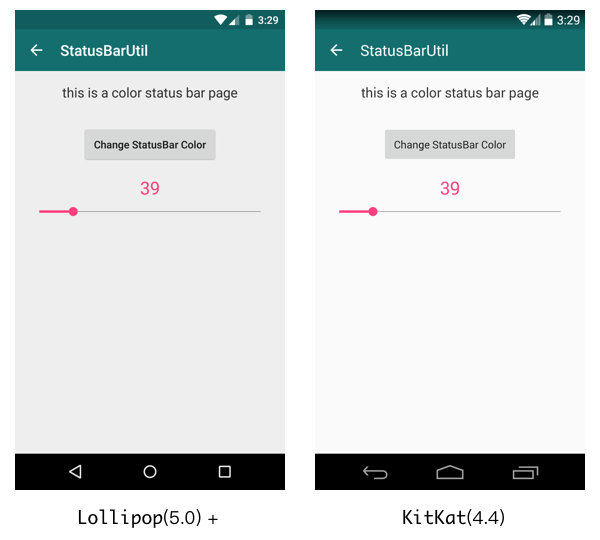 3:29
StatusBarUtil
this is a color status bar page
Change StatusBar Color
39
Lollipop(5.0) +
3:29
StatusBarUtil
this is a color status bar page
Change StatusBar Color
39
KitKat(4.4)